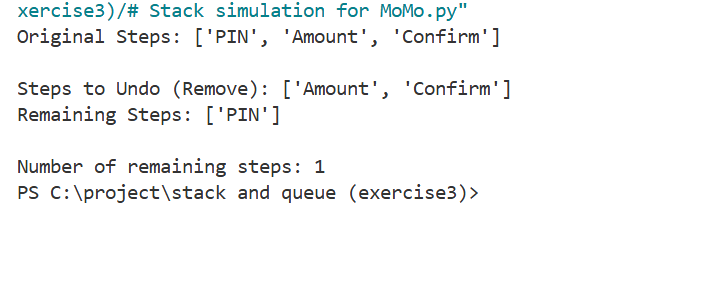 xercise3)/# Stack simulation for MoMo.py"
Original Steps: ['PIN', 'Amount', 'Confirm']
Steps to Undo (Remove): ['Amount', 'Confirm']
Remaining Steps: ['PIN']
Number of remaining steps: 1
PS C:\project\stack and queue (exercise3)>